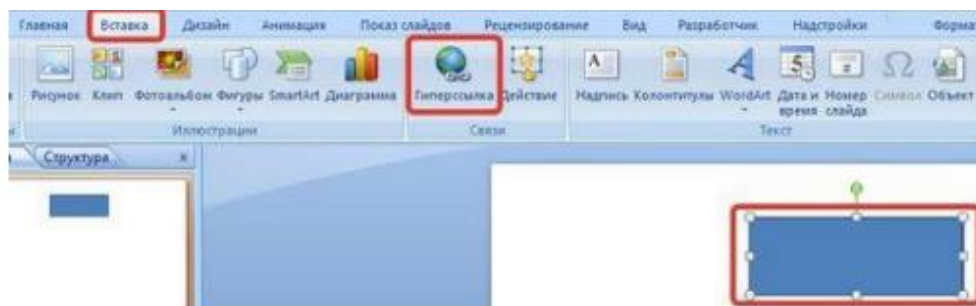 Главная Вставка Дизайн Анимация Показ слайдов Рецензирование Вид Разработчик Надстройки Форма
Рисунок Клип Фотоальбом Фигуры SmartArt Диаграмма Гиперссылка Действие Надпись Колонтитулы WordArt Дата и время Номер слайда Символ Объект
Иллюстрации Связи Текст
Структура